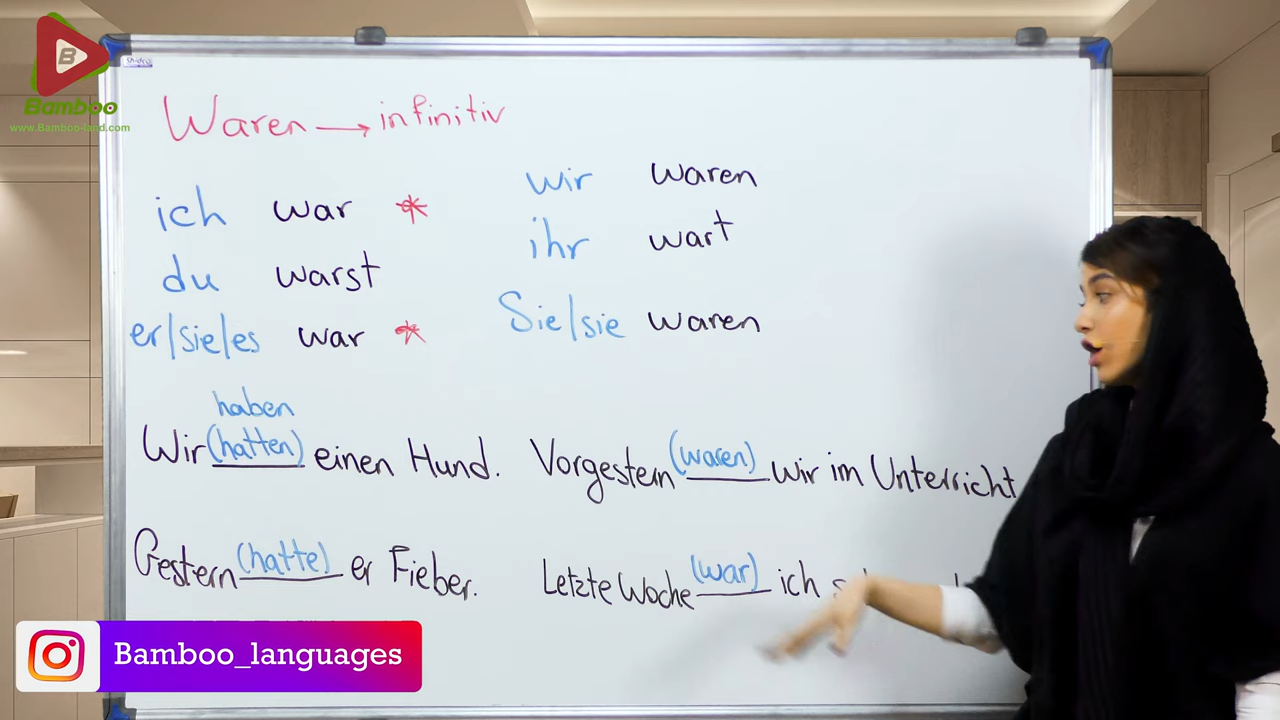 Bamboo
www.Bamboo-land.com
Waren → infinitiv
ich war *
du warst
er/sie/es war *
wir waren
ihr wart
Sie/sie waren
haben
Wir (hatten) einen Hund.
Vorgestern (waren) wir im Unterricht
Gestern (hatte) er Fieber.
Letzte Woche (war) ich
Bamboo_languages